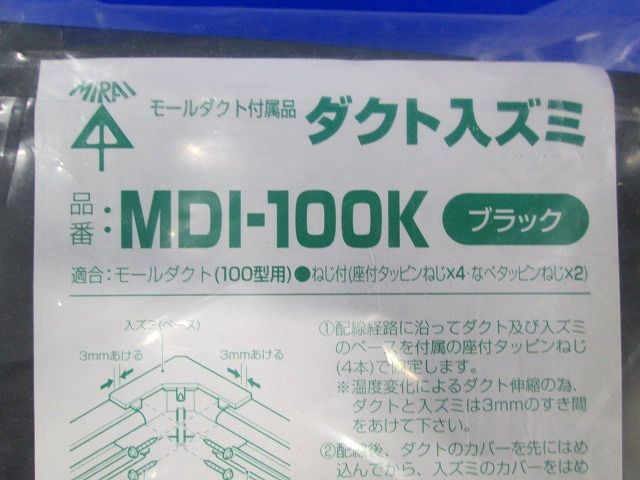 MIRAI
モールダクト付属品 ダクト入ズミ
品番: MDI-100K ブラック
適合:モールダクト(100型用)●ねじ付(座付タッピンねじ×4・なべタッピンねじ×2)
入ズミ(ベース)
3mmあける 3mmあける
①配線経路に沿ってダクト及び入ズミ
のベースを付属の座付タッピンねじ
(4本)で固定します。
※温度変化によるダクト伸縮の為、
ダクトと入ズミは3mmのすき間
をあけて下さい。
②配線後、ダクトのカバーを先にはめ
込んでから、入ズミのカバーをはめ